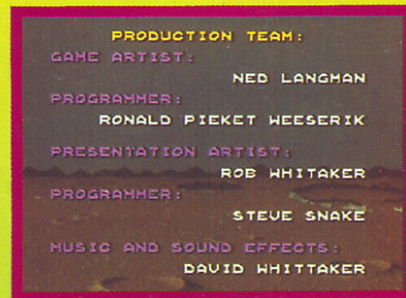 PRODUCTION TEAM:
GAME ARTIST:
NED LANGMAN
PROGRAMMER:
RONALD PIEKET WEESERIK
PRESENTATION ARTIST:
ROB WHITAKER
PROGRAMMER:
STEVE SNAKE
MUSIC AND SOUND EFFECTS:
DAVID WHITTAKER